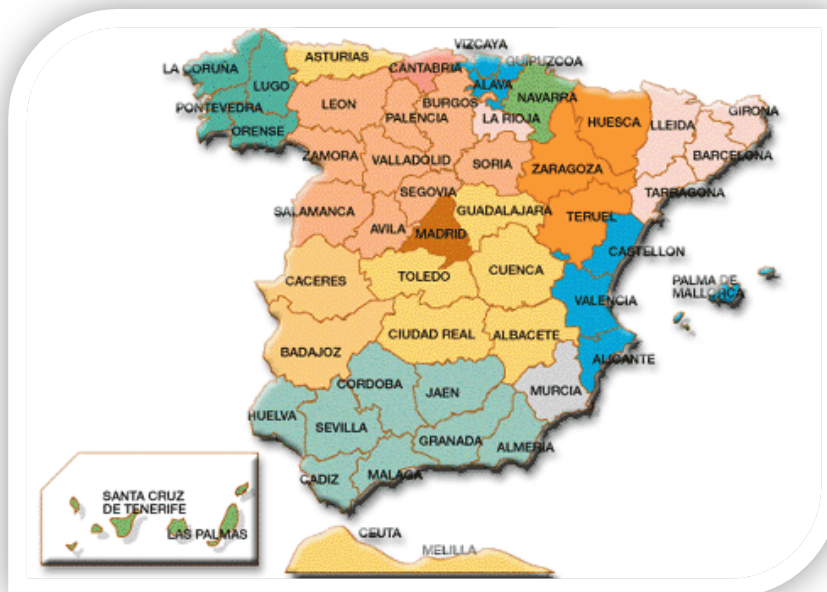 VIZCAYA
ASTURIAS
GUIPUZCOA
LA CORUÑA
CANTABRIA
LUGO
ALAVA
NAVARRA
PONTEVEDRA
LEON
BURGOS
PALENCIA
LA RIOJA
HUESCA
LLEIDA
GIRONA
ORENSE
ZAMORA
VALLADOLID
SORIA
ZARAGOZA
BARCELONA
SEGOVIA
TARRAGONA
SALAMANCA
AVILA
MADRID
GUADALAJARA
TERUEL
CASTELLON
CACERES
TOLEDO
CUENCA
PALMA DE
MALLORCA
VALENCIA
CIUDAD REAL
ALBACETE
BADAJOZ
ALICANTE
CORDOBA
JAEN
MURCIA
HUELVA
SEVILLA
GRANADA
ALMERIA
CADIZ
MALAGA
SANTA CRUZ
DE TENERIFE
LAS PALMAS
CEUTA
MELILLA